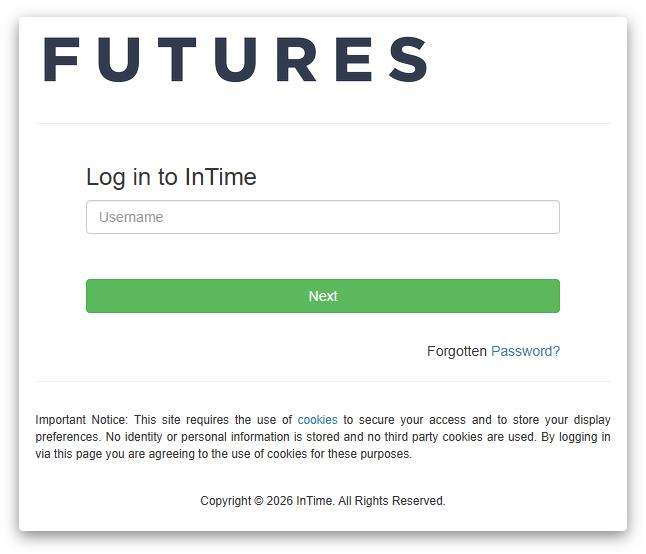 FUTURES
Log in to InTime
Username
Next
Forgotten Password?
Important Notice: This site requires the use of cookies to secure your access and to store your display
preferences. No identity or personal information is stored and no third party cookies are used. By logging in
via this page you are agreeing to the use of cookies for these purposes.
Copyright © 2026 InTime. All Rights Reserved.